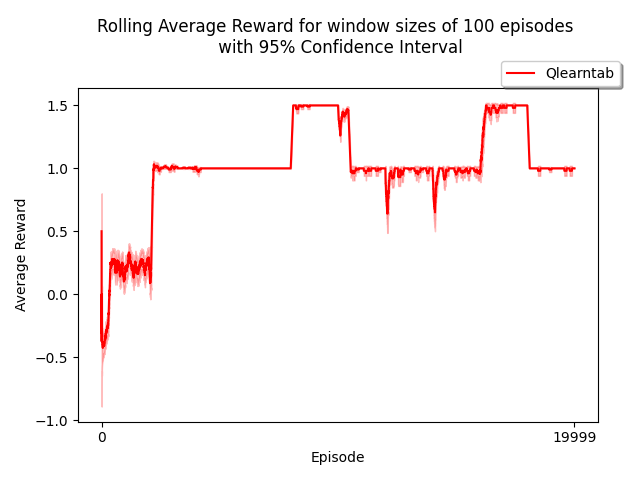 Rolling Average Reward for window sizes of 100 episodes
with 95% Confidence Interval
Qlearntab
1.5
1.0
0.5
0.0
−0.5
−1.0
Average Reward
0
19999
Episode